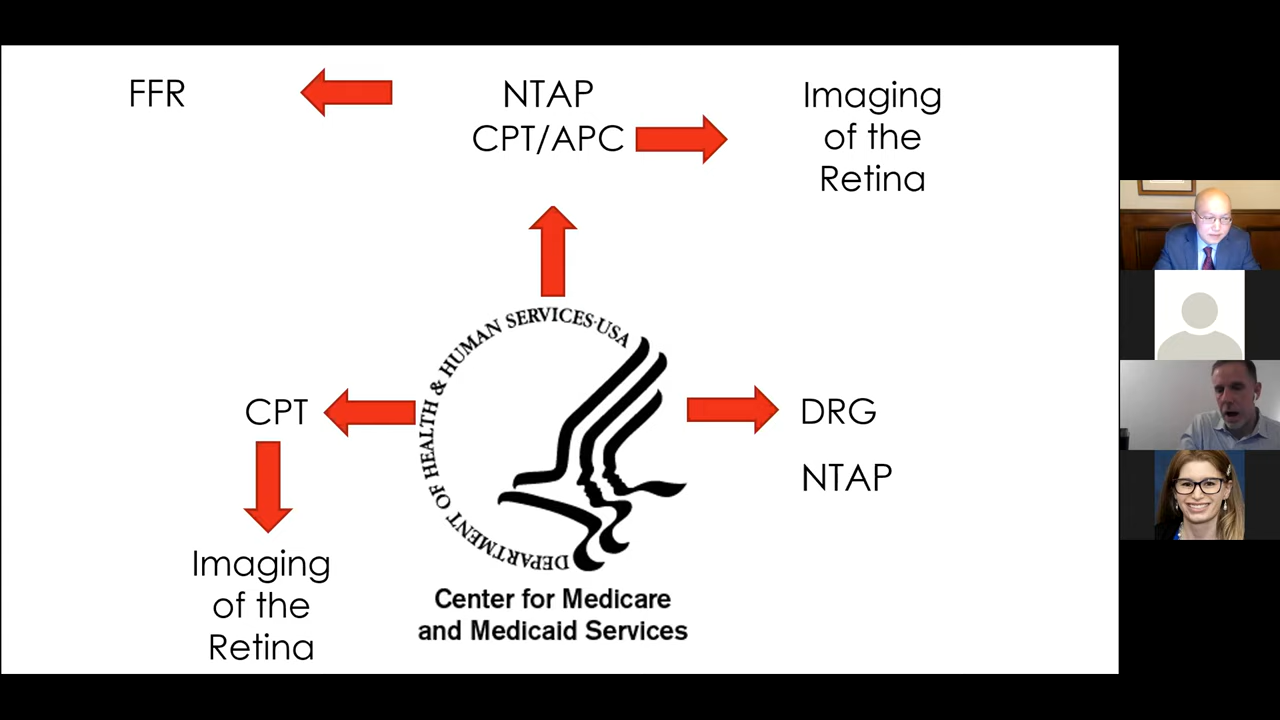 FFR
NTAP
CPT/APC
Imaging
of the
Retina
DEPARTMENT OF HEALTH & HUMAN SERVICES·USA
CPT
DRG
NTAP
Imaging
of the
Retina
Center for Medicare
and Medicaid Services